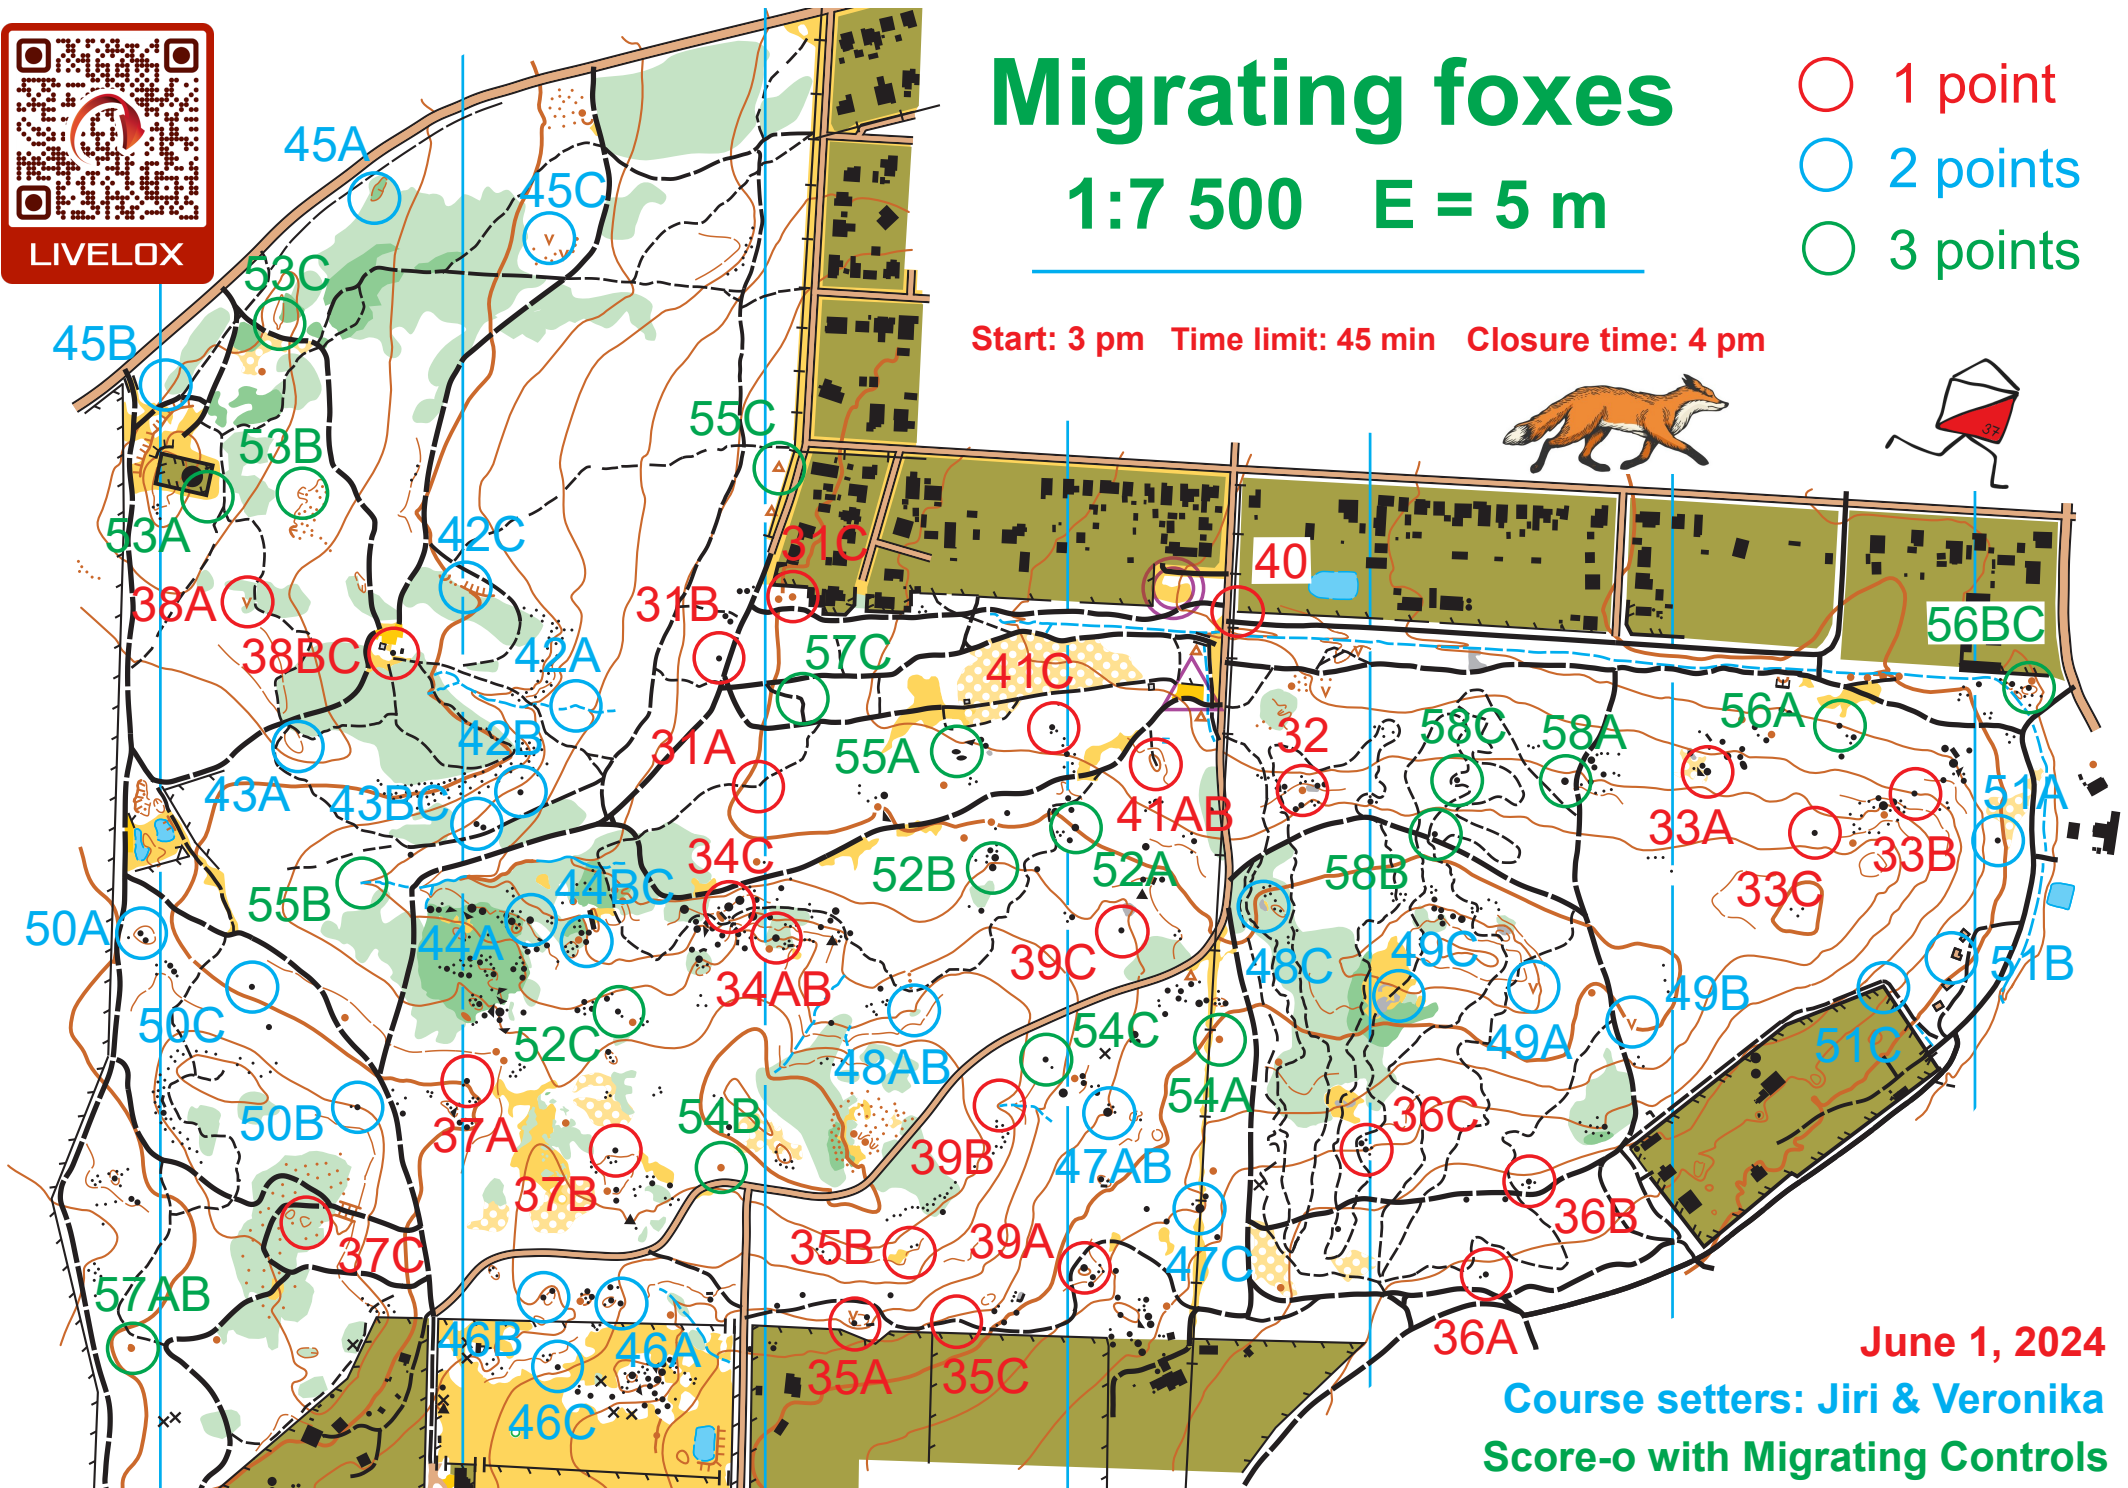 LIVELOX
Migrating foxes
1:7 500 E = 5 m
1 point
2 points
3 points
Start: 3 pm Time limit: 45 min Closure time: 4 pm
37
45A
45C
53C
45B
55C
53B
53A
42C
31C
40
38A
31B
56BC
38BC
42A
57C
41C
56A
42B
31A
55A
32
58C
58A
43A
43BC
41AB
33A
51A
34C
52B
52A
58B
33B
44BC
55B
33C
50A
44A
39C
48C
49C
51B
34AB
49B
50C
52C
54C
49A
51C
48AB
54A
50B
37A
54B
36C
39B
47AB
37B
36B
37C
35B
39A
47C
57AB
46B
46A
36A
35A
35C
46C
June 1, 2024
Course setters: Jiri & Veronika
Score-o with Migrating Controls